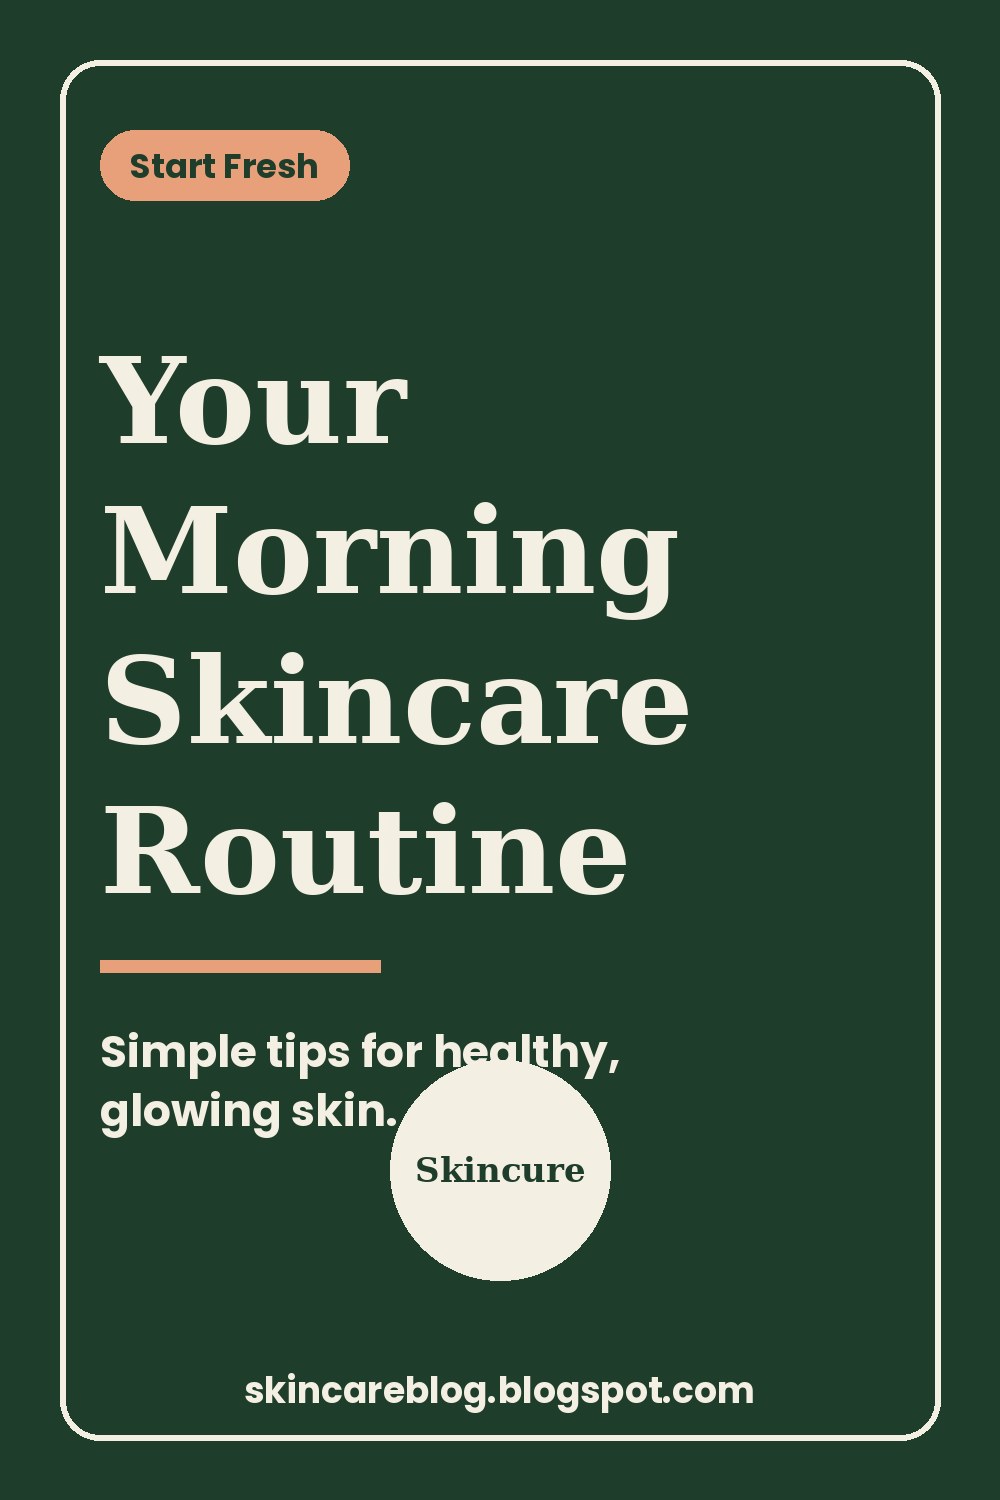 Start Fresh
Your
Morning
Skincare
Routine
Simple tips for healthy,
glowing skin.
Skincure
skincareblog.blogspot.com